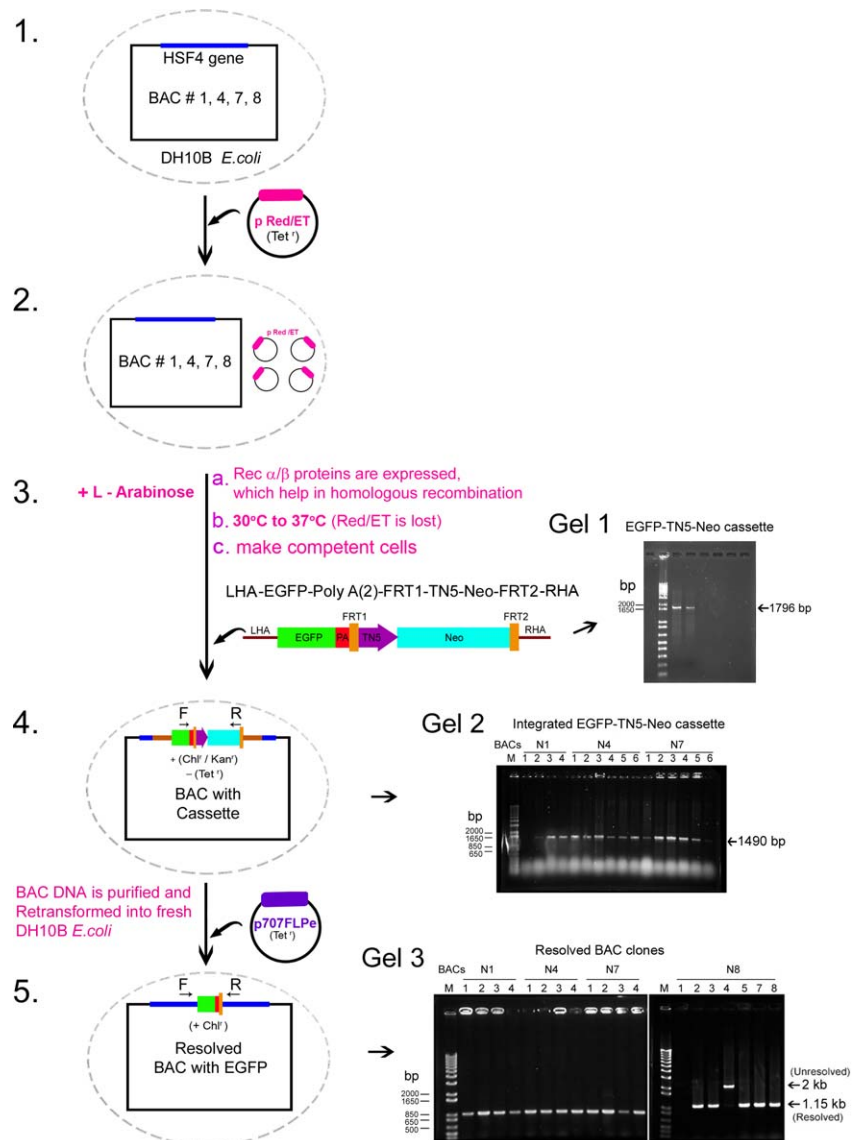 1.
HSF4 gene
BAC # 1, 4, 7, 8
DH10B E.coli
p Red/ET
(Tet r)
2.
p Red /ET
BAC # 1, 4, 7, 8
3.
+ L - Arabinose
a. Rec α/β proteins are expressed,
which help in homologous recombination
b. 30ºC to 37ºC (Red/ET is lost)
c. make competent cells
LHA-EGFP-Poly A(2)-FRT1-TN5-Neo-FRT2-RHA
FRT1 FRT2
LHA EGFP PA TN5 Neo RHA
Gel 1 EGFP-TN5-Neo cassette
bp M
2000
1650
←1796 bp
4.
F R
+ (Chlr / Kanr)
– (Tet r)
BAC with
Cassette
Gel 2 Integrated EGFP-TN5-Neo cassette
BACs N1 N4 N7
M 1 2 3 4 1 2 3 4 5 6 1 2 3 4 5 6
bp
2000
1650
850
650
←1490 bp
BAC DNA is purified and
Retransformed into fresh
DH10B E.coli
p707FLPe
(Tet r)
5.
F R
(+ Chlr)
Resolved
BAC with EGFP
Gel 3 Resolved BAC clones
BACs N1 N4 N7 N8
M 1 2 3 4 1 2 3 4 1 2 3 4 M 1 2 3 4 5 7 8
bp
2000
1650
850
650
500
(Unresolved)
←2 kb
←1.15 kb
(Resolved)